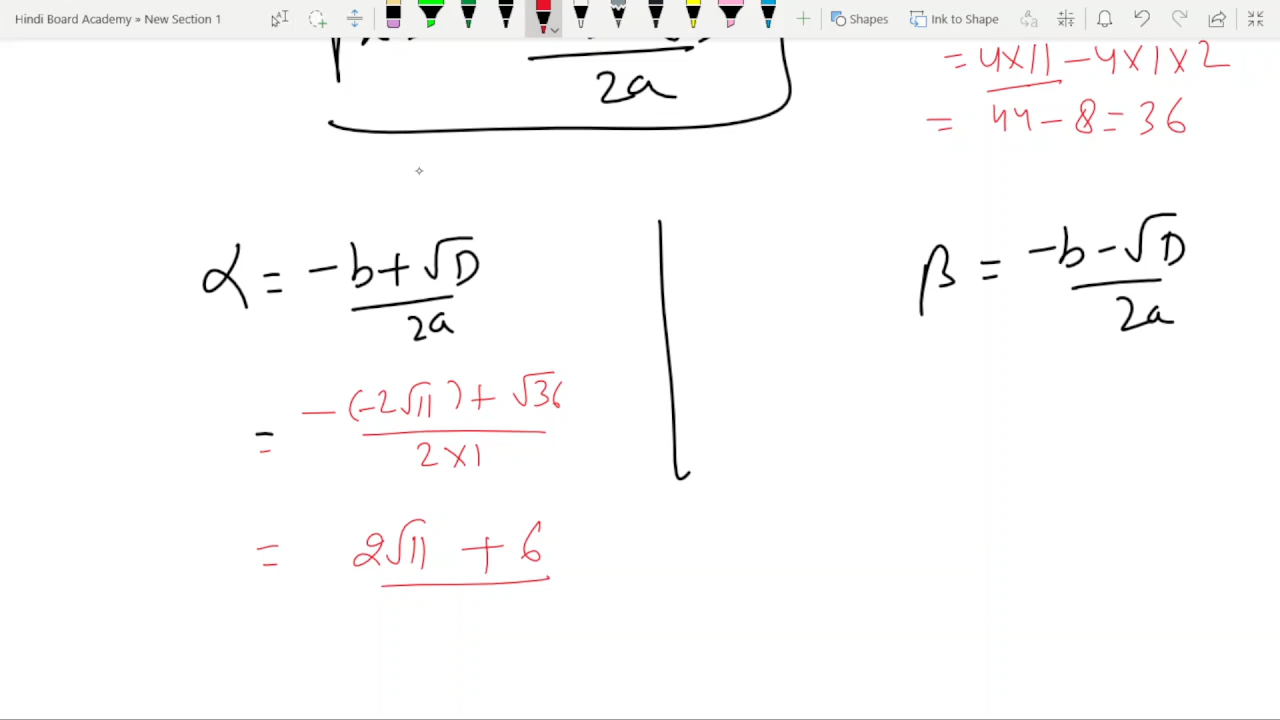 Hindi Board Academy » New Section 1
Shapes
Ink to Shape
2a
= 4×11 - 4×1×2
= 44 - 8 = 36
α = -b + √D / 2a
β = -b - √D / 2a
= -(-2√11) + √36 / 2×1
= 2√11 + 6